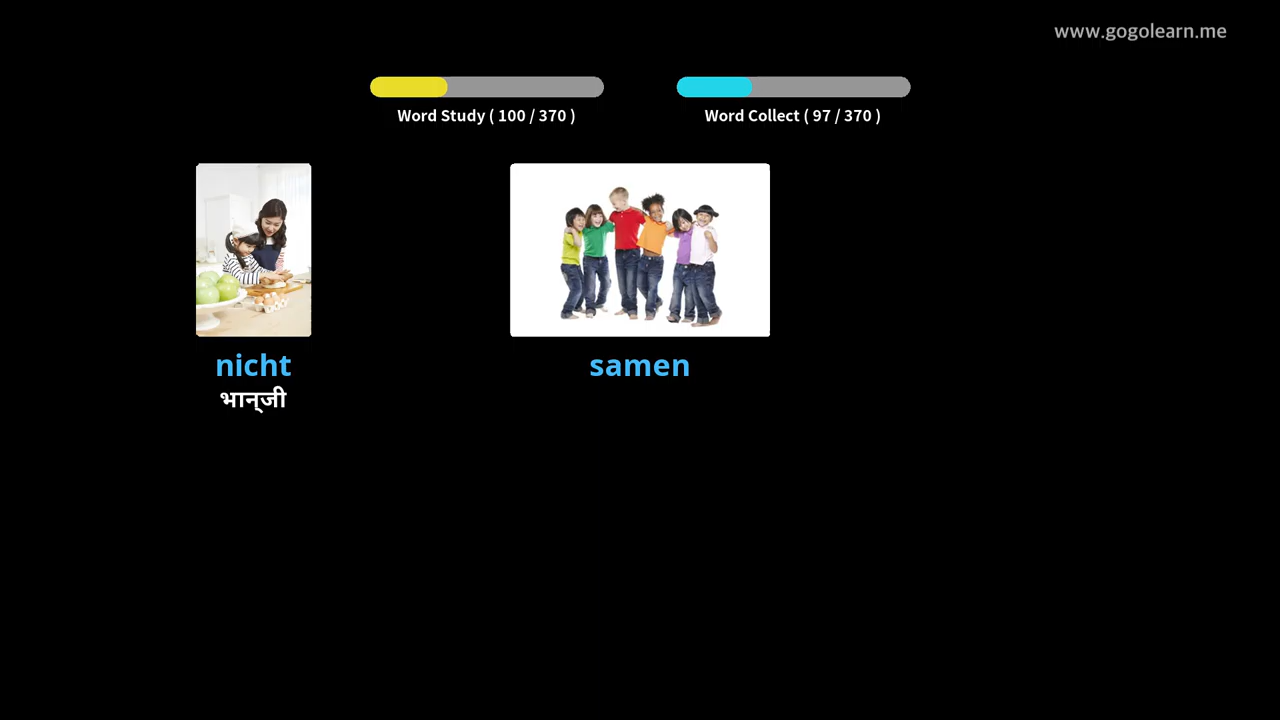 www.gogolearn.me
Word Study ( 100 / 370 )
Word Collect ( 97 / 370 )
nicht
भान्‌जी
samen